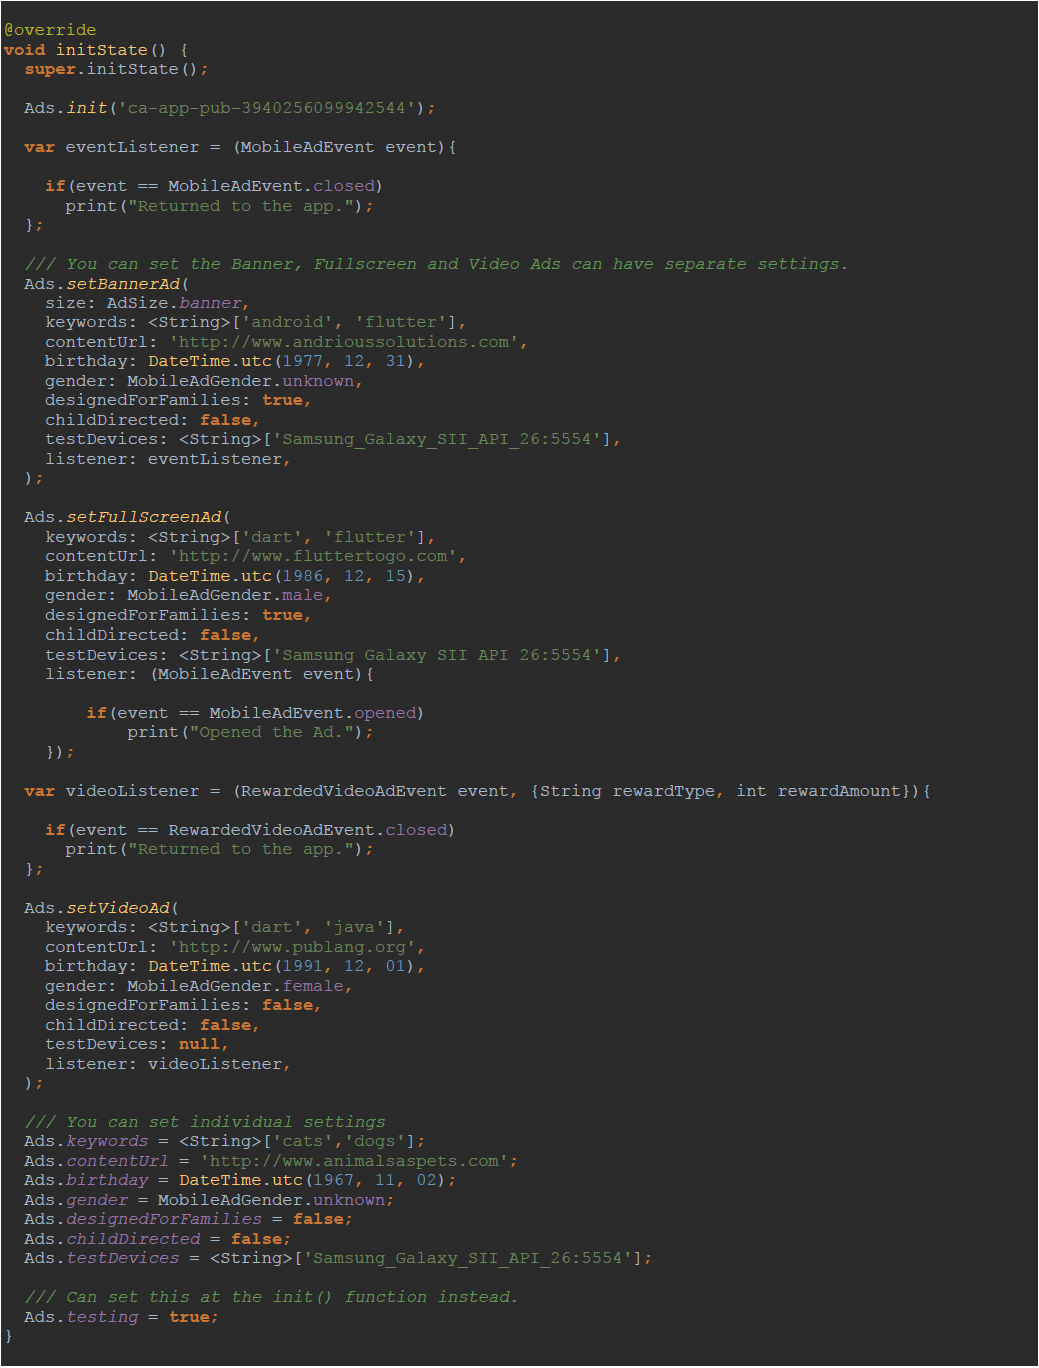 @override
void initState() {
  super.initState();

  Ads.init('ca-app-pub-3940256099942544');

  var eventListener = (MobileAdEvent event){

    if(event == MobileAdEvent.closed)
      print("Returned to the app.");
  };

  /// You can set the Banner, Fullscreen and Video Ads can have separate settings.
  Ads.setBannerAd(
    size: AdSize.banner,
    keywords: <String>['android', 'flutter'],
    contentUrl: 'http://www.andrioussolutions.com',
    birthday: DateTime.utc(1977, 12, 31),
    gender: MobileAdGender.unknown,
    designedForFamilies: true,
    childDirected: false,
    testDevices: <String>['Samsung_Galaxy_SII_API_26:5554'],
    listener: eventListener,
  );

  Ads.setFullScreenAd(
    keywords: <String>['dart', 'flutter'],
    contentUrl: 'http://www.fluttertogo.com',
    birthday: DateTime.utc(1986, 12, 15),
    gender: MobileAdGender.male,
    designedForFamilies: true,
    childDirected: false,
    testDevices: <String>['Samsung Galaxy SII API 26:5554'],
    listener: (MobileAdEvent event){

        if(event == MobileAdEvent.opened)
            print("Opened the Ad.");
    });

  var videoListener = (RewardedVideoAdEvent event, {String rewardType, int rewardAmount}){

    if(event == RewardedVideoAdEvent.closed)
      print("Returned to the app.");
  };

  Ads.setVideoAd(
    keywords: <String>['dart', 'java'],
    contentUrl: 'http://www.publang.org',
    birthday: DateTime.utc(1991, 12, 01),
    gender: MobileAdGender.female,
    designedForFamilies: false,
    childDirected: false,
    testDevices: null,
    listener: videoListener,
  );

  /// You can set individual settings
  Ads.keywords = <String>['cats','dogs'];
  Ads.contentUrl = 'http://www.animalsaspets.com';
  Ads.birthday = DateTime.utc(1967, 11, 02);
  Ads.gender = MobileAdGender.unknown;
  Ads.designedForFamilies = false;
  Ads.childDirected = false;
  Ads.testDevices = <String>['Samsung_Galaxy_SII_API_26:5554'];

  /// Can set this at the init() function instead.
  Ads.testing = true;
}